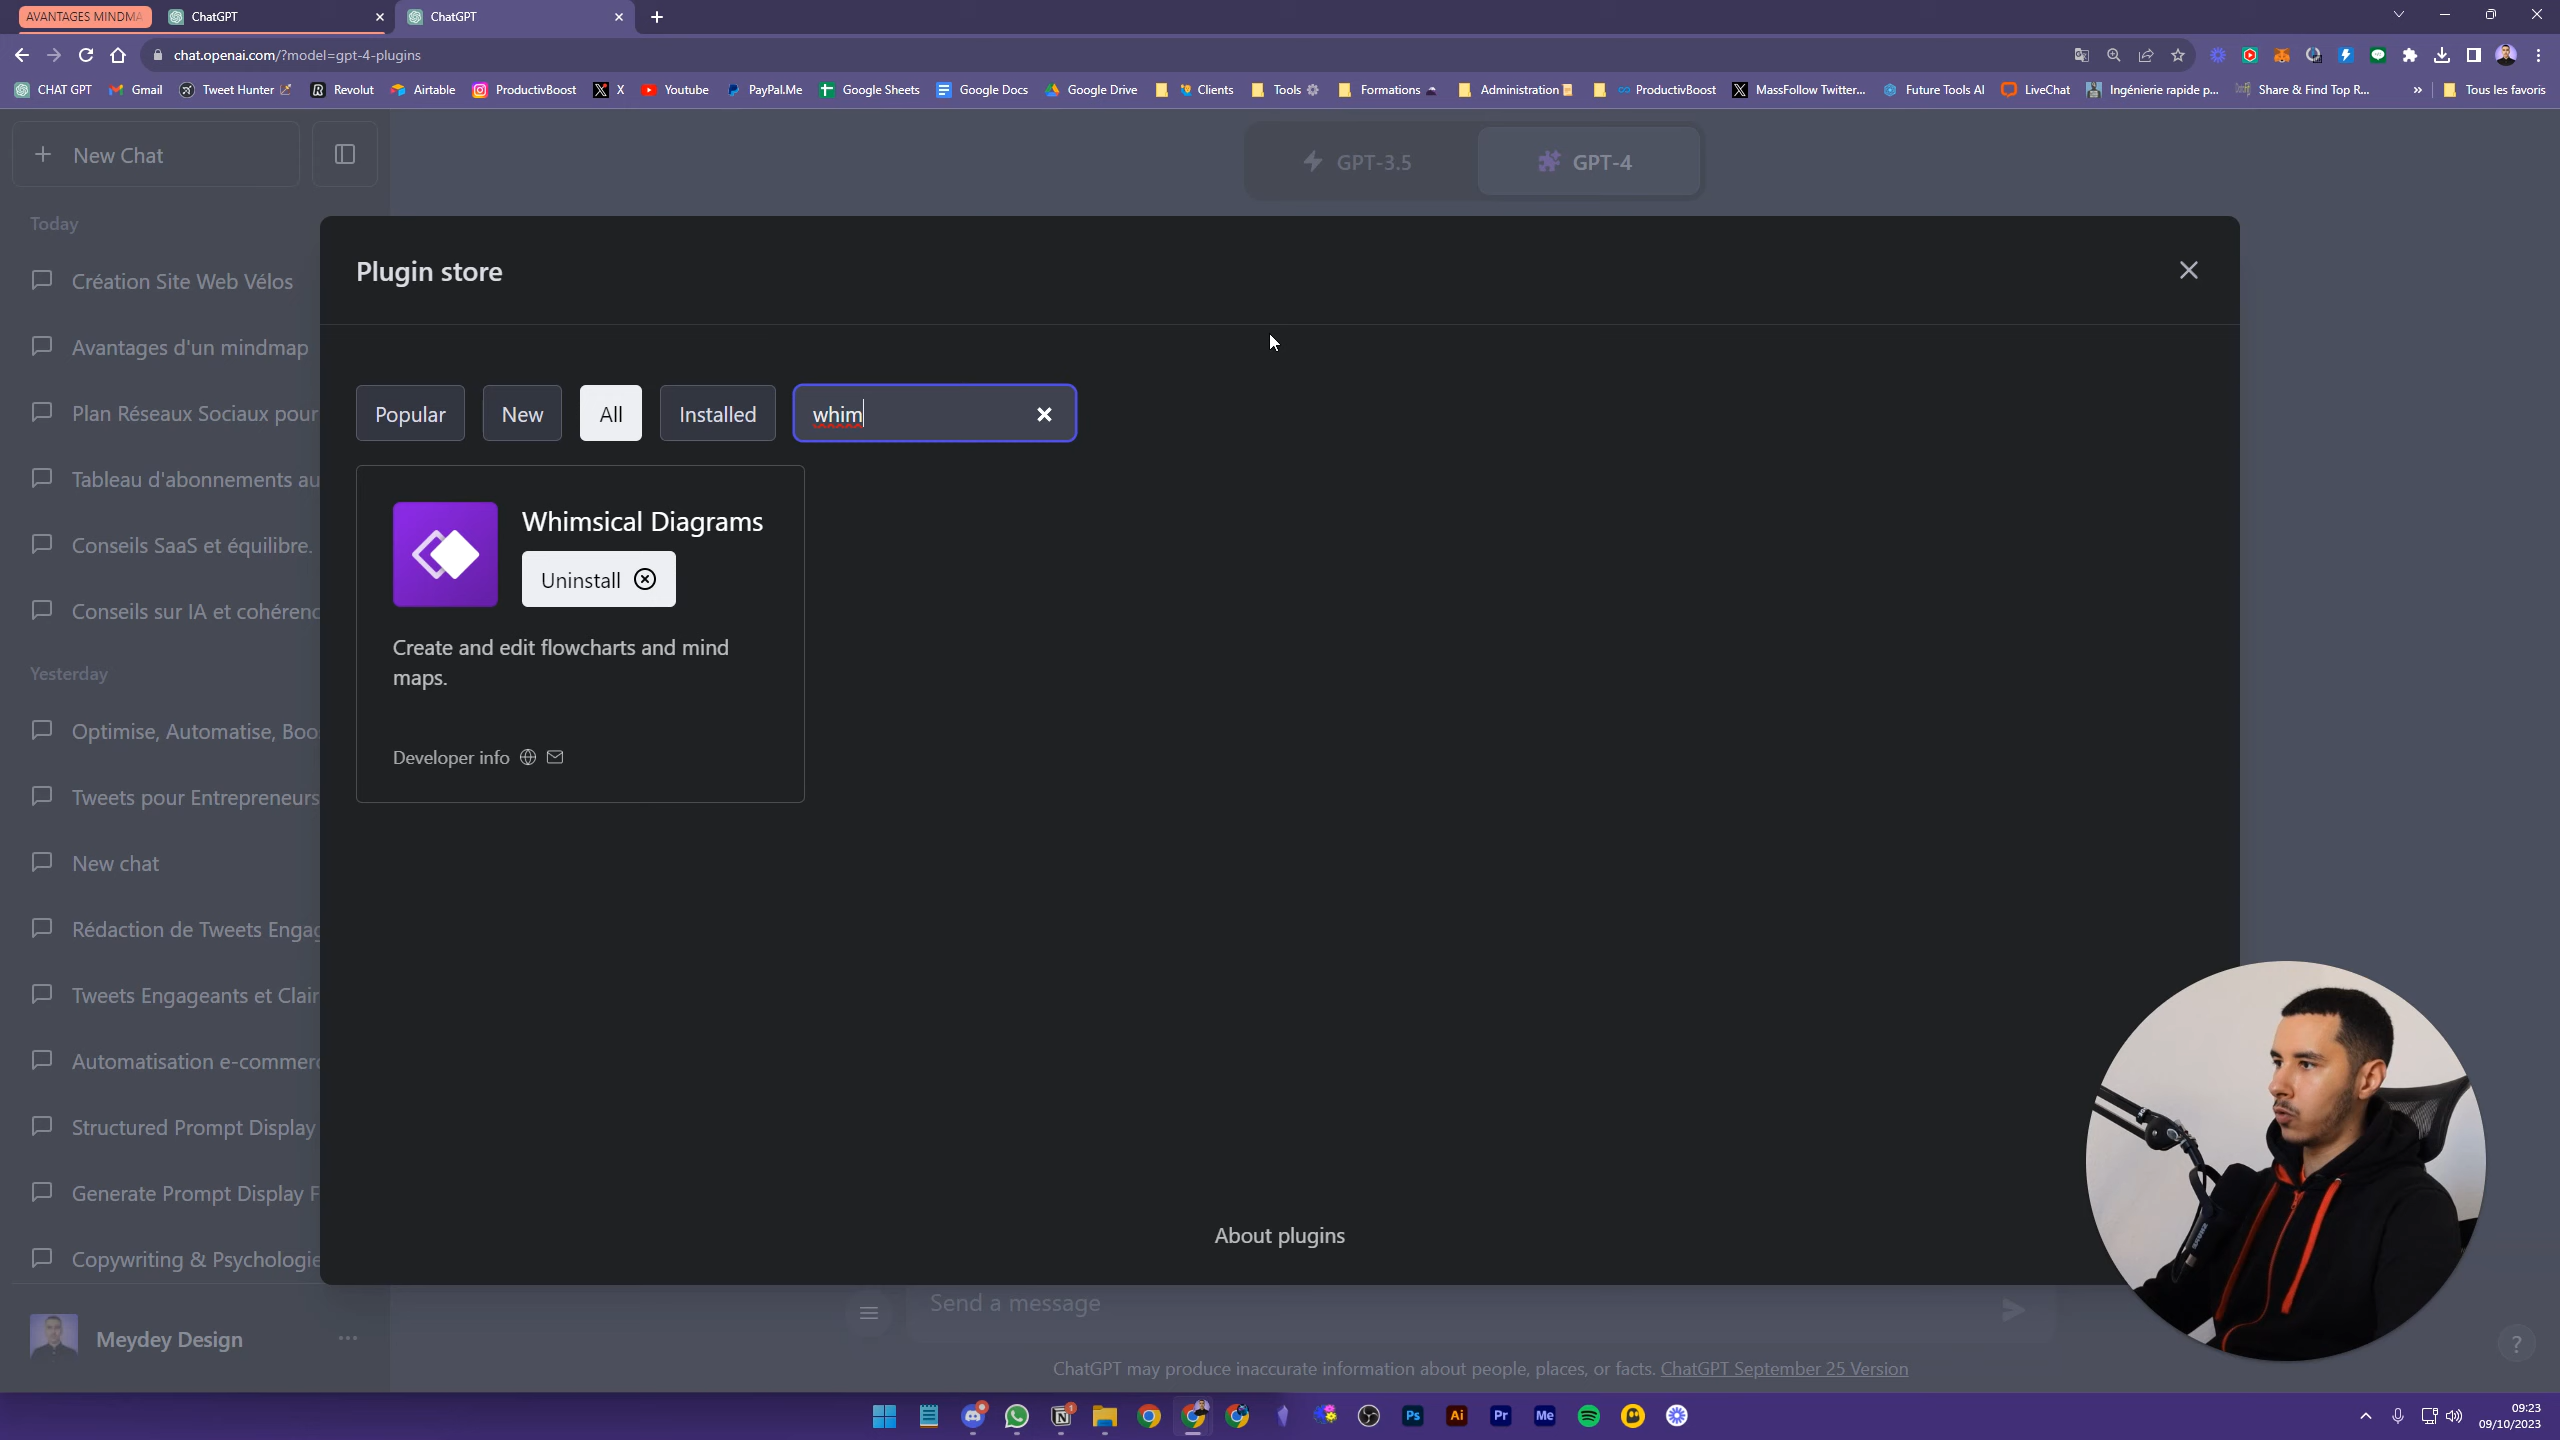 AVANTAGES MINDMA
ChatGPT
ChatGPT
chat.openai.com/?model=gpt-4-plugins
CHAT GPT
Gmail
Tweet Hunter
Revolut
Airtable
ProductivBoost
X
Youtube
PayPal.Me
Google Sheets
Google Docs
Google Drive
Clients
Tools
Formations
Administration
ProductivBoost
MassFollow Twitter...
Future Tools AI
LiveChat
Ingénierie rapide p...
Share & Find Top R...
»
Tous les favoris
New Chat
GPT-3.5
GPT-4
Today
Création Site Web Vélos
Avantages d'un mindmap
Plan Réseaux Sociaux pour
Tableau d'abonnements au
Conseils SaaS et équilibre.
Conseils sur IA et cohérenc
Yesterday
Optimise, Automatise, Boo
Tweets pour Entrepreneurs
New chat
Rédaction de Tweets Engag
Tweets Engageants et Clair
Automatisation e-commerc
Structured Prompt Display
Generate Prompt Display F
Copywriting & Psychologie
Meydey Design
Plugin store
Popular
New
All
Installed
whim
Whimsical Diagrams
Uninstall
Create and edit flowcharts and mind
maps.
Developer info
About plugins
Send a message
ChatGPT may produce inaccurate information about people, places, or facts. ChatGPT September 25 Version
?
Ps
Ai
Pr
Me
09:23
09/10/2023